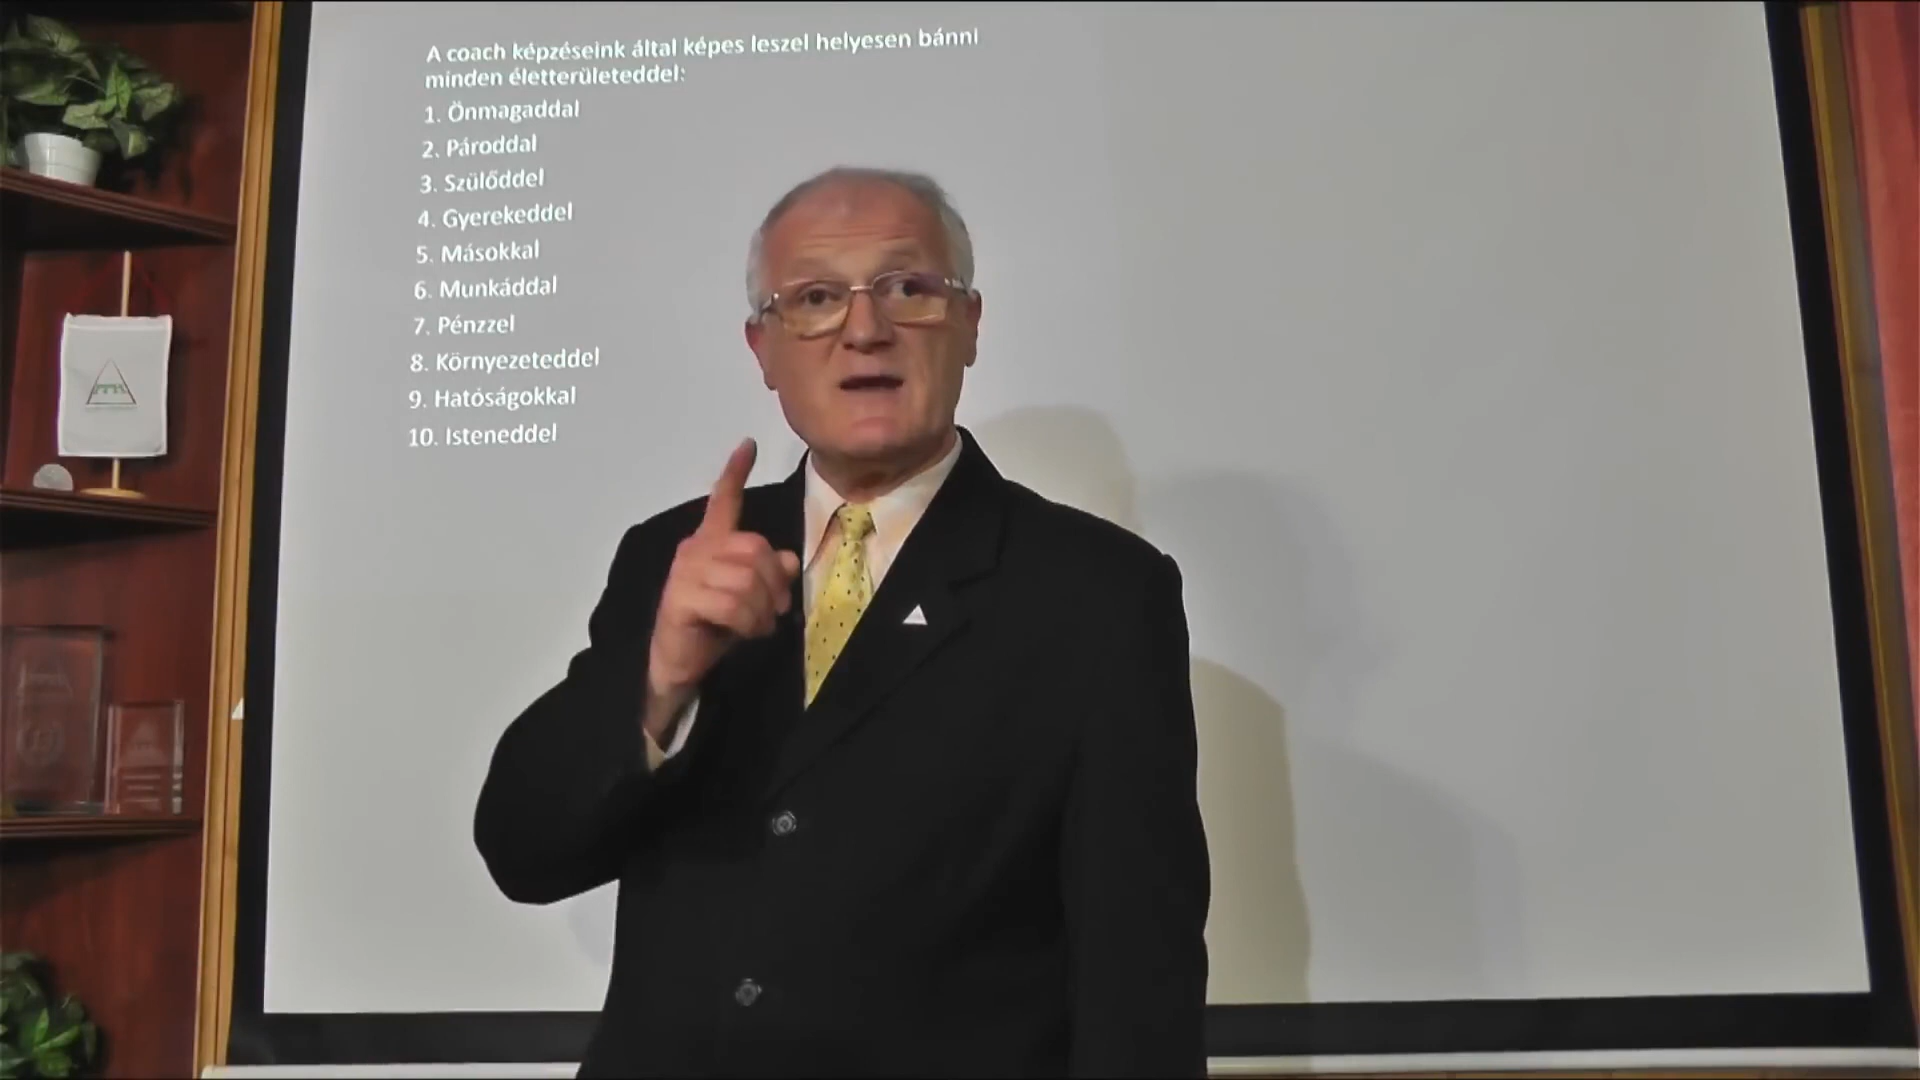 A coach képzéseink által képes leszel helyesen bánni
minden életterületeddel:
1. Önmagaddal
2. Pároddal
3. Szülőddel
4. Gyerekeddel
5. Másokkal
6. Munkáddal
7. Pénzzel
8. Környezeteddel
9. Hatóságokkal
10. Isteneddel